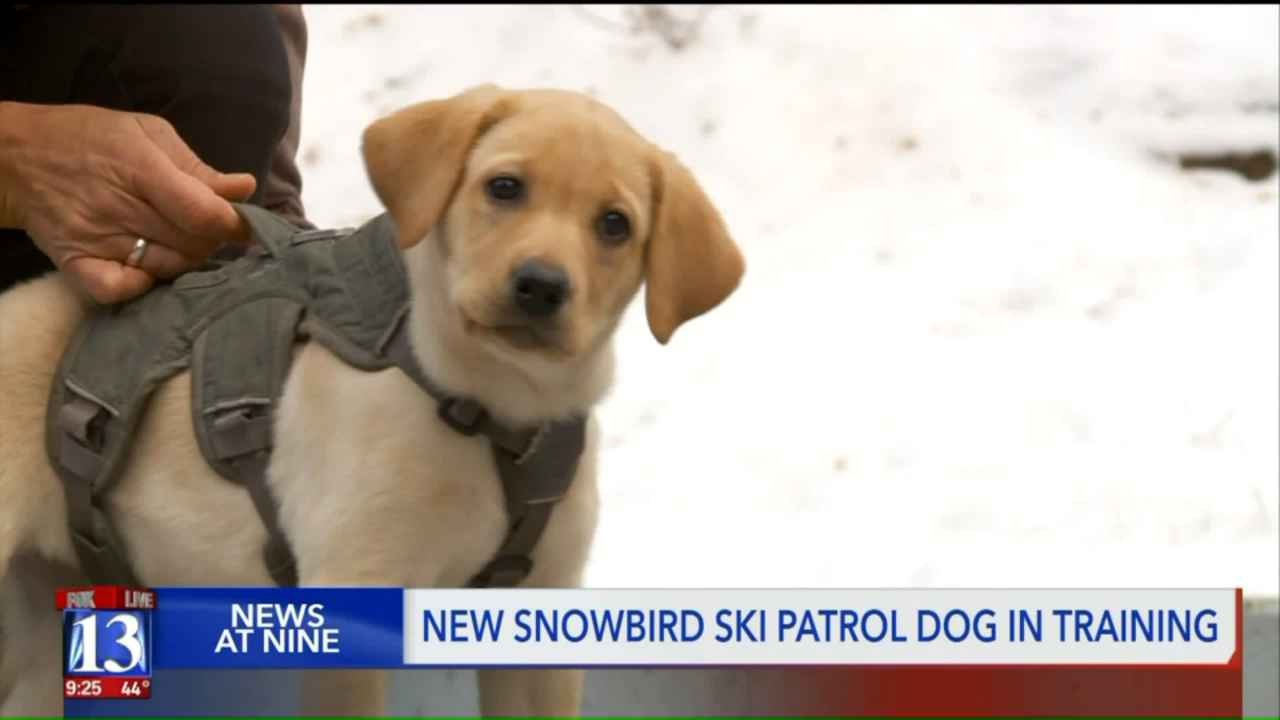 FOX LIVE
13
9:25 44°
NEWS
AT NINE
NEW SNOWBIRD SKI PATROL DOG IN TRAINING